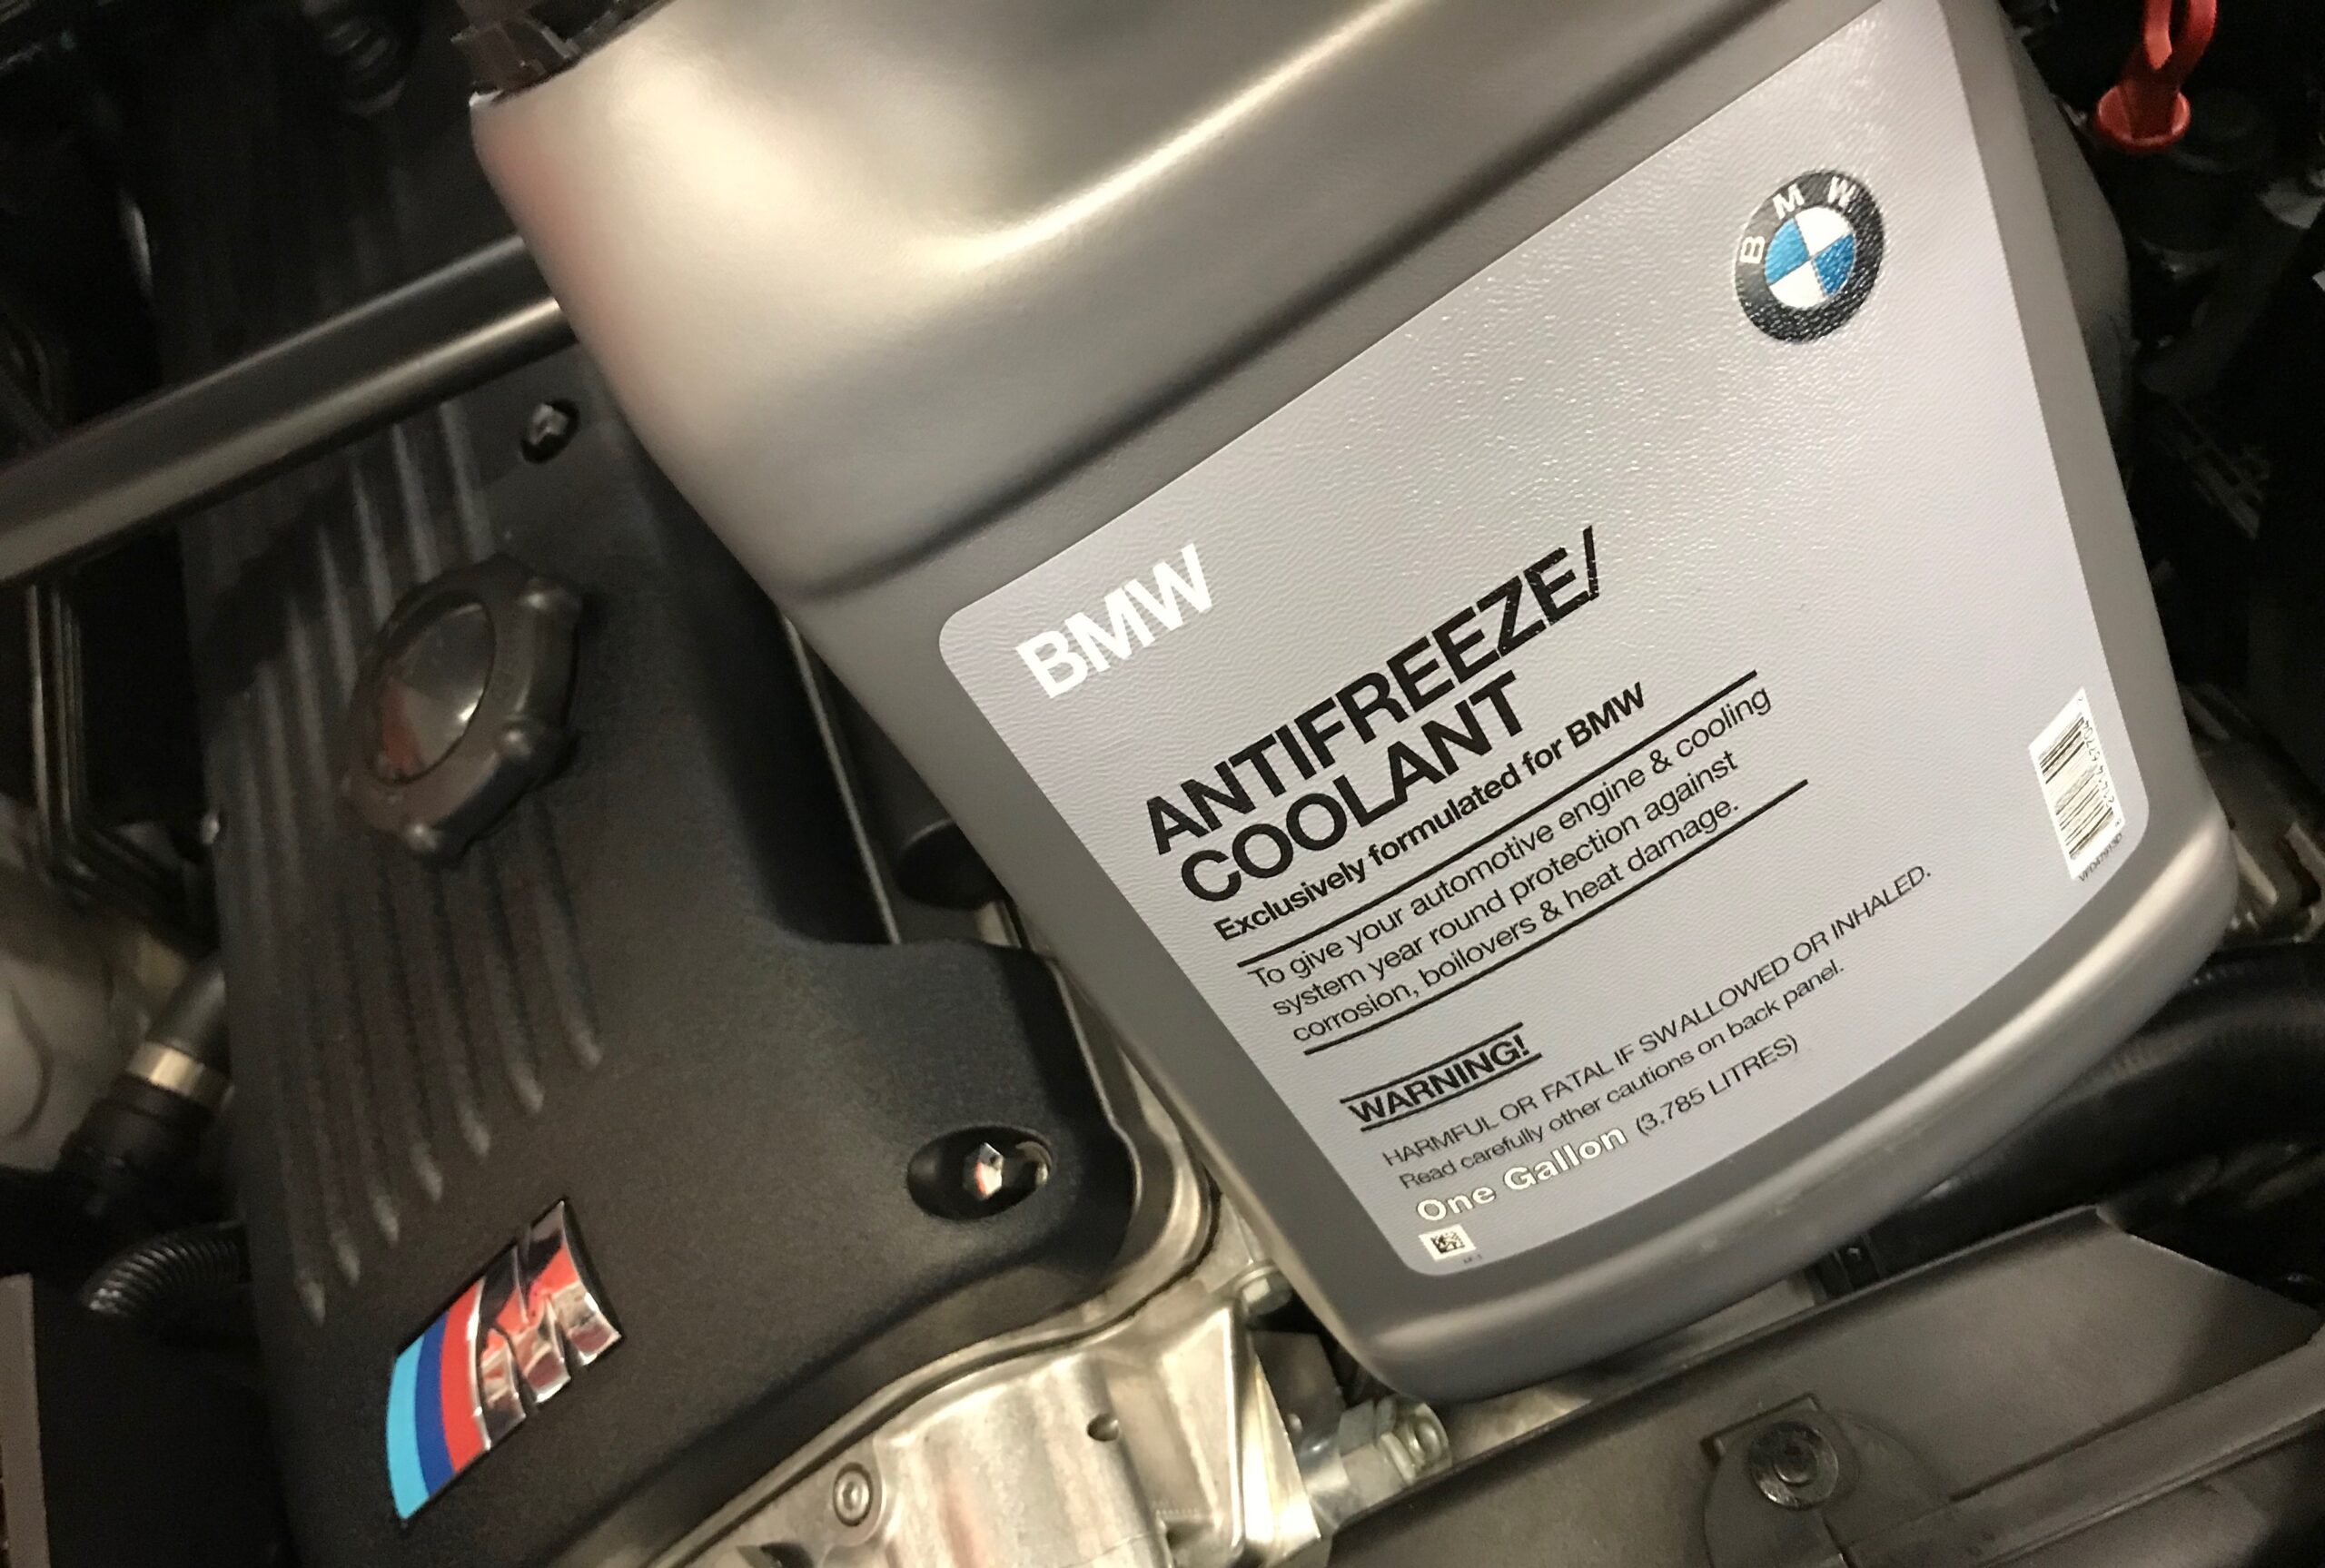 BMW
BMW
ANTIFREEZE/
COOLANT
Exclusively formulated for BMW
To give your automotive engine & cooling
system year round protection against
corrosion, boilovers & heat damage.
WARNING!
HARMFUL OR FATAL IF SWALLOWED OR INHALED.
Read carefully other cautions on back panel.
One Gallon (3.785 LITRES)
M